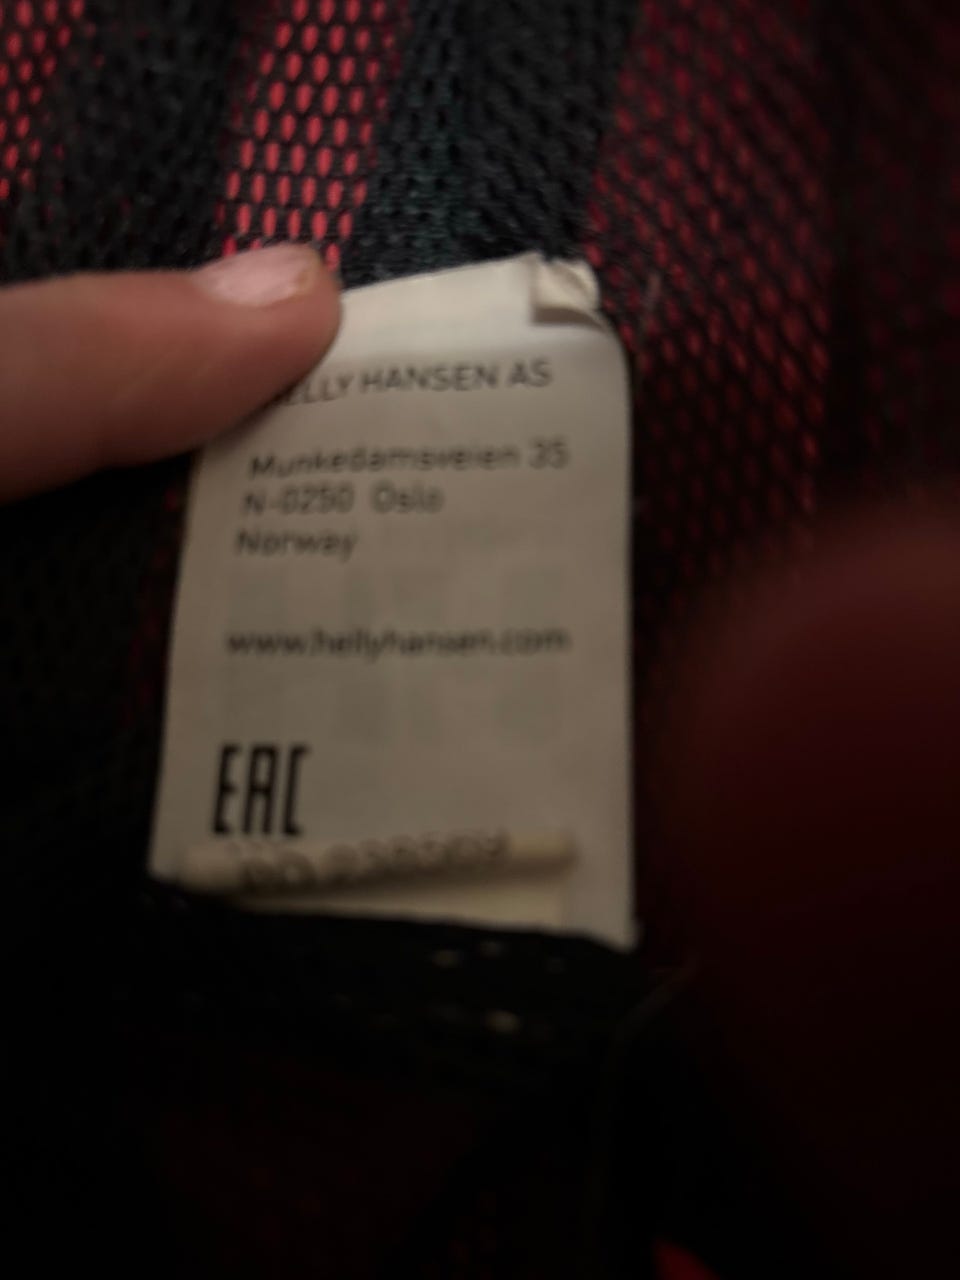 HELLY HANSEN AS
Munkedamsveien 35
N-0250 Oslo
Norway
www.hellyhansen.com
EAC